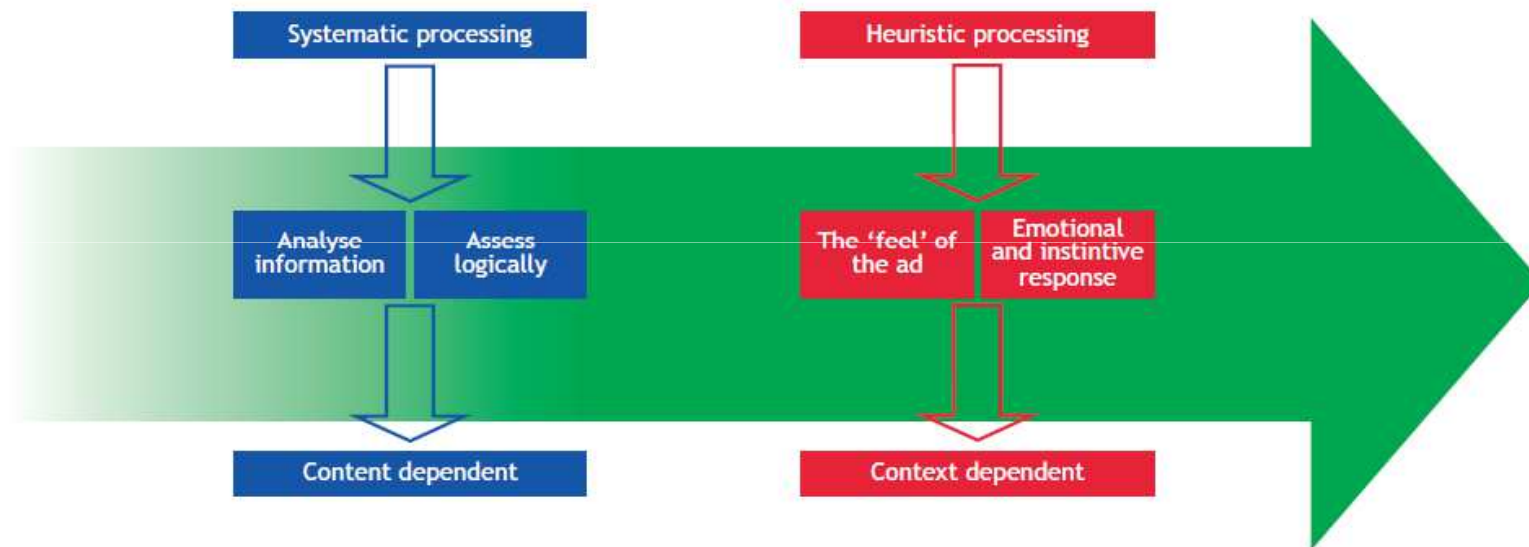 Systematic processing
Heuristic processing
Analyse
information
Assess
logically
The ‘feel’ of
the ad
Emotional
and instintive
response
Content dependent
Context dependent